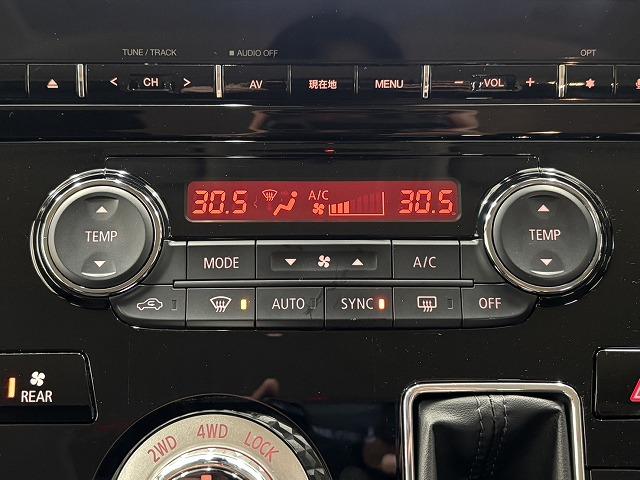 TUNE / TRACK
AUDIO OFF
OPT
< CH >
AV
現在地
MENU
− VOL +
30.5
A/C
30.5
TEMP
TEMP
MODE
A/C
AUTO
SYNC
OFF
REAR
2WD
4WD
LOCK